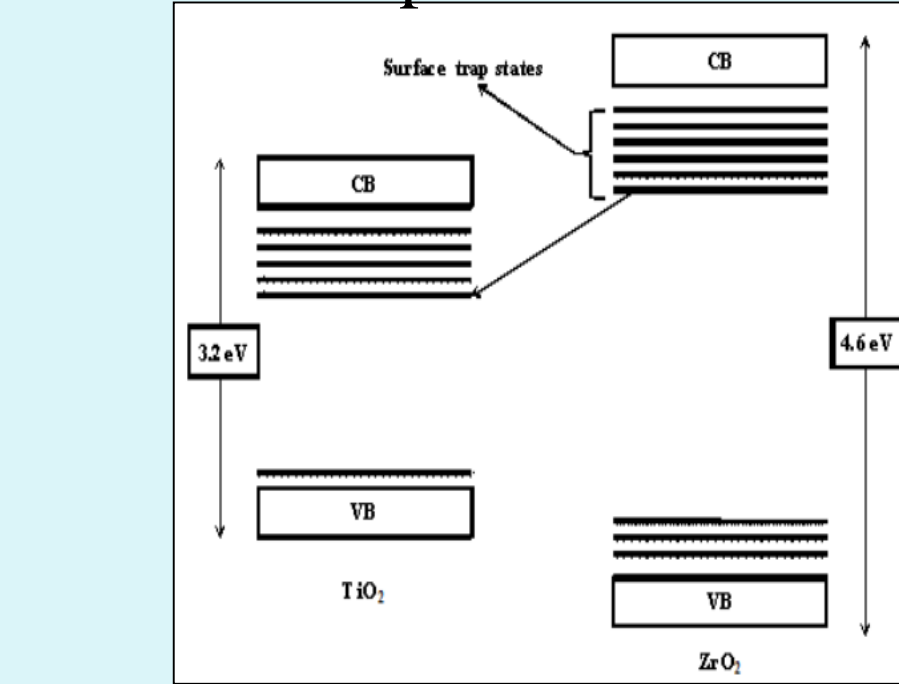 Surface trap states
CB
CB
3.2 eV
4.6 eV
VB
TiO2
VB
ZrO2